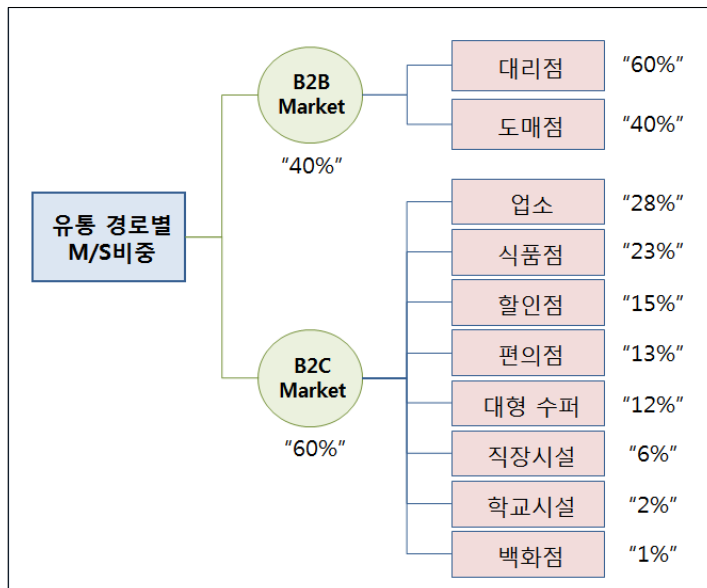 유통 경로별
M/S비중
B2B
Market
"40%"
대리점 "60%"
도매점 "40%"
B2C
Market
"60%"
업소 "28%"
식품점 "23%"
할인점 "15%"
편의점 "13%"
대형 수퍼 "12%"
직장시설 "6%"
학교시설 "2%"
백화점 "1%"